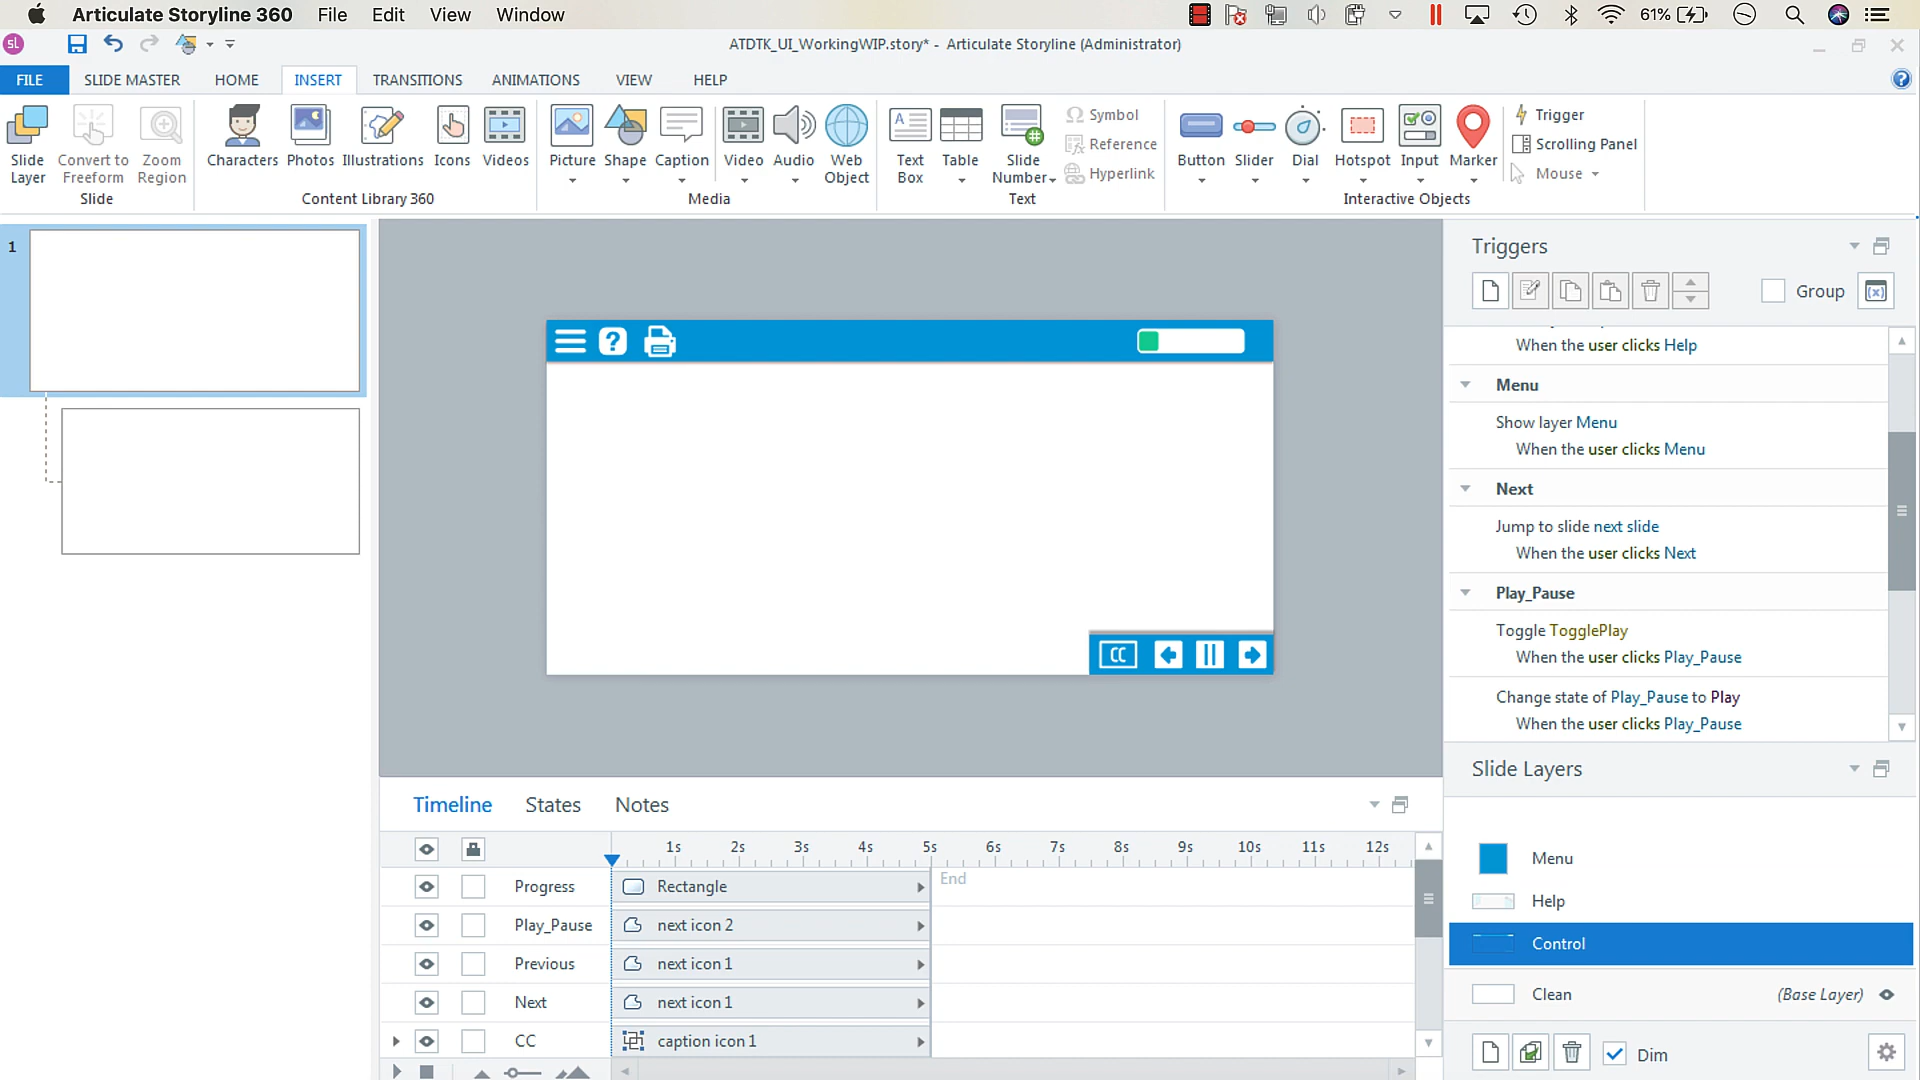 Articulate Storyline 360 File Edit View Window 61%
sl ATDTK_UI_WorkingWIP.story* - Articulate Storyline (Administrator)
FILE SLIDE MASTER HOME INSERT TRANSITIONS ANIMATIONS VIEW HELP ?
Slide Layer
Convert to Freeform
Zoom Region
Slide
Characters Photos Illustrations Icons Videos
Content Library 360
Picture Shape Caption Video Audio
Web Object
Media
Text Box
Table
Slide Number
Symbol
Reference
Hyperlink
Text
Button Slider Dial Hotspot Input Marker
Trigger
Scrolling Panel
Mouse
Interactive Objects
1
?
CC
Triggers
Group (x)
When the user clicks Help
Menu
Show layer Menu
When the user clicks Menu
Next
Jump to slide next slide
When the user clicks Next
Play_Pause
Toggle TogglePlay
When the user clicks Play_Pause
Change state of Play_Pause to Play
When the user clicks Play_Pause
Slide Layers
Menu
Help
Control
Clean (Base Layer)
Dim
Timeline States Notes
1s 2s 3s 4s 5s 6s 7s 8s 9s 10s 11s 12s
Progress Rectangle End
Play_Pause next icon 2
Previous next icon 1
Next next icon 1
CC caption icon 1